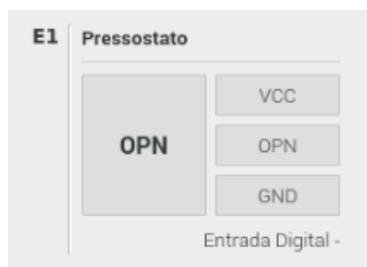 E1 Pressostato
VCC
OPN OPN
GND
Entrada Digital -